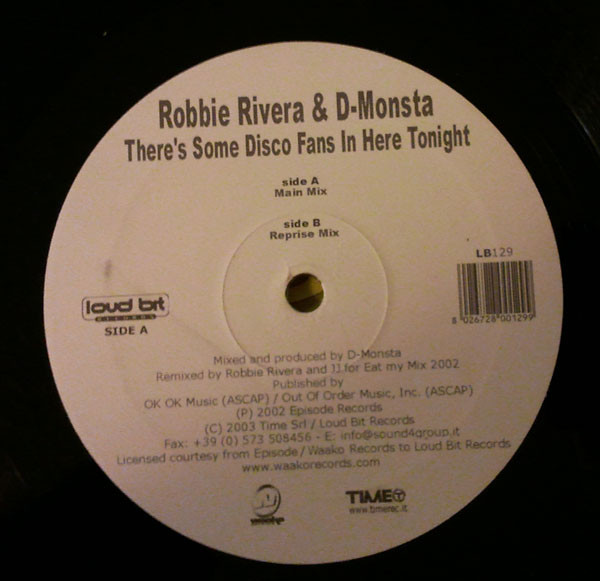 Robbie Rivera & D-Monsta
There's Some Disco Fans In Here Tonight
side A
Main Mix
side B
Reprise Mix
LB129
8 026728 001299
loud bit
RECORDS
SIDE A
Mixed and produced by D-Monsta
Remixed by Robbie Rivera and JJ for Eat my Mix 2002
Published by
OK OK Music (ASCAP) / Out Of Order Music, Inc. (ASCAP)
(P) 2002 Episode Records
(C) 2003 Time Srl / Loud Bit Records
Fax: +39 (0) 573 508456 - E: info@sound4group.it
Licensed courtesy from Episode / Waako Records to Loud Bit Records
www.waakorecords.com
TIME
www.timerec.it